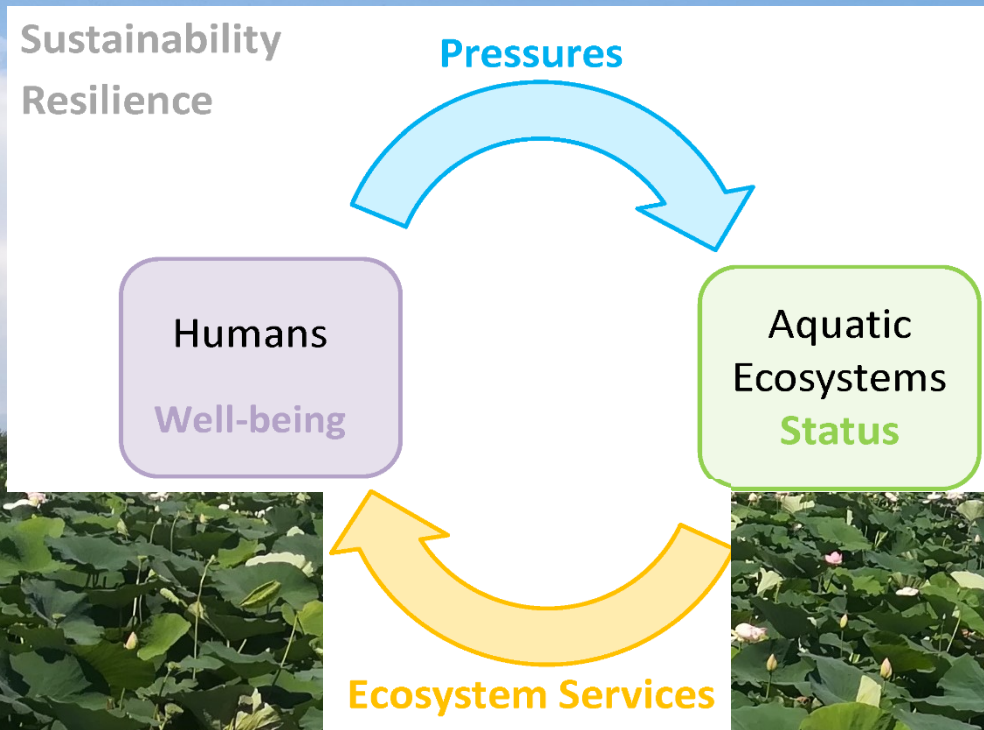 Sustainability
Resilience
Pressures
Humans
Well-being
Aquatic
Ecosystems
Status
Ecosystem Services